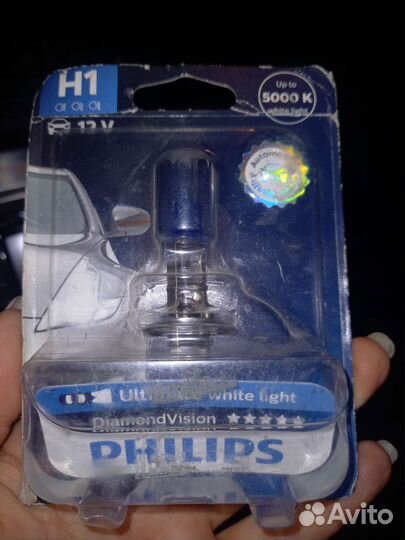 H1
Up to
5000 K
white light
12 V
Ultimate white light
DiamondVision
PHILIPS
Avito